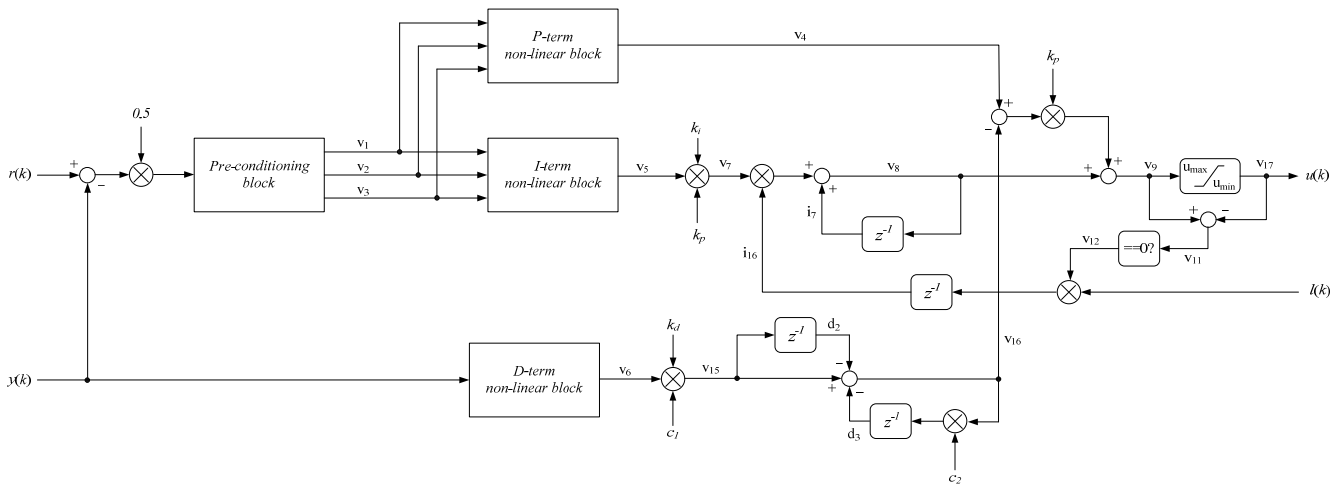 P-term
non-linear block
v4
kp
0.5
r(k)
+
−
Pre-conditioning
block
v1
v2
v3
I-term
non-linear block
v5
ki
kp
v7
+
+
i7
v8
z-1
+
−
+
+
v9
umax
umin
v17
u(k)
+
−
v11
==0?
v12
i16
z-1
l(k)
y(k)
D-term
non-linear block
v6
kd
c1
v15
z-1
d2
−
+
−
d3
z-1
c2
v16